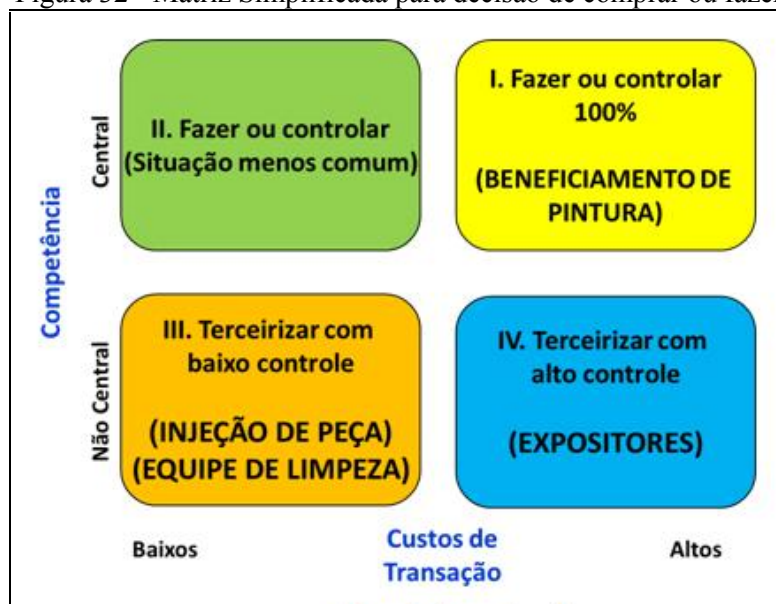 Figura 32 - Matriz Simplificada para decisão de comprar ou fazer
II. Fazer ou controlar
(Situação menos comum)
I. Fazer ou controlar
100%
(BENEFICIAMENTO DE
PINTURA)
Central
Competência
Não Central
III. Terceirizar com
baixo controle
(INJEÇÃO DE PEÇA)
(EQUIPE DE LIMPEZA)
IV. Terceirizar com
alto controle
(EXPOSITORES)
Baixos
Custos de
Transação
Altos